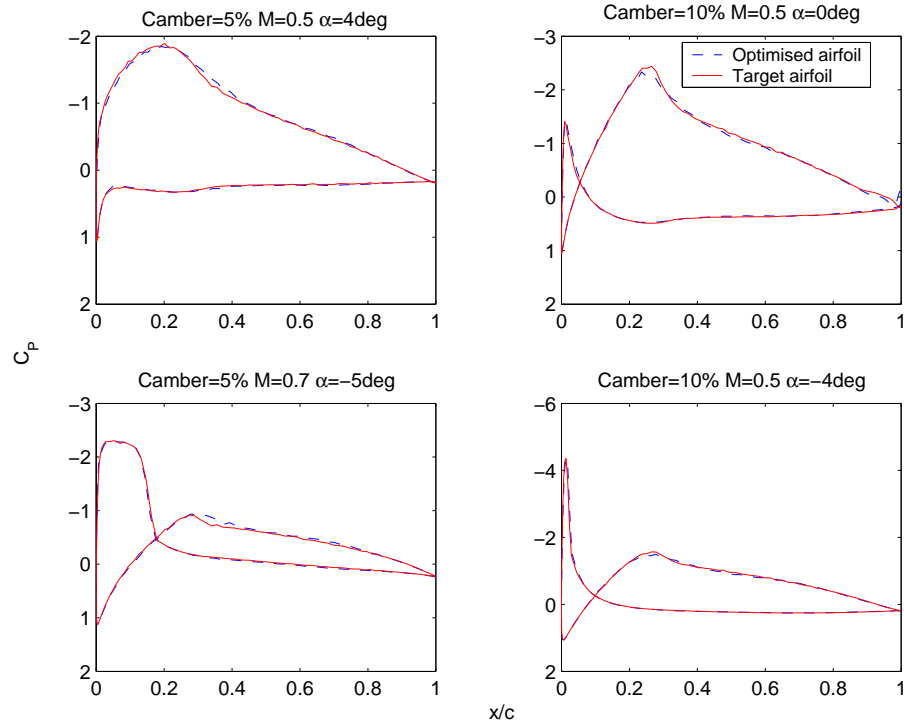 Camber=5% M=0.5 α=4deg
−2
−1
0
1
2
0 0.2 0.4 0.6 0.8 1
Camber=10% M=0.5 α=0deg
Optimised airfoil
Target airfoil
−3
−2
−1
0
1
2
0 0.2 0.4 0.6 0.8 1
C_P
Camber=5% M=0.7 α=−5deg
−3
−2
−1
0
1
2
0 0.2 0.4 0.6 0.8 1
Camber=10% M=0.5 α=−4deg
−6
−4
−2
0
2
0 0.2 0.4 0.6 0.8 1
x/c